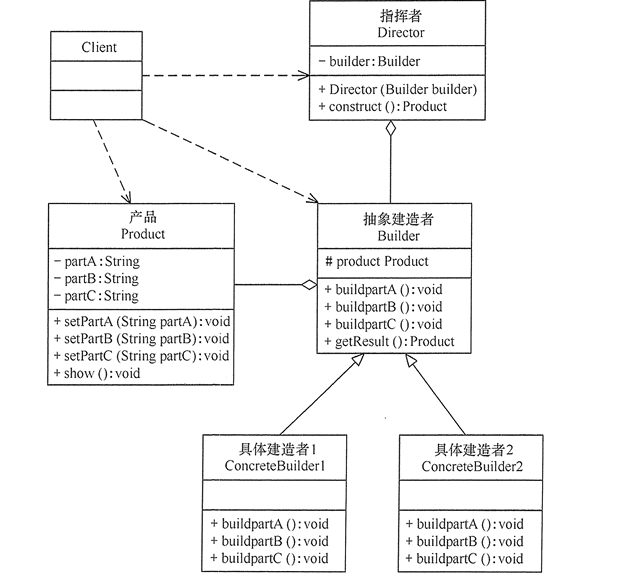 Client
指挥者
Director
− builder:Builder
+ Director (Builder builder)
+ construct ():Product
产品
Product
− partA:String
− partB:String
− partC:String
+ setPartA (String partA):void
+ setPartB (String partB):void
+ setPartC (String partC):void
+ show ():void
抽象建造者
Builder
# product Product
+ buildpartA ():void
+ buildpartB ():void
+ buildpartC ():void
+ getResult ():Product
具体建造者1
ConcreteBuilder1
+ buildpartA ():void
+ buildpartB ():void
+ buildpartC ():void
具体建造者2
ConcreteBuilder2
+ buildpartA ():void
+ buildpartB ():void
+ buildpartC ():void